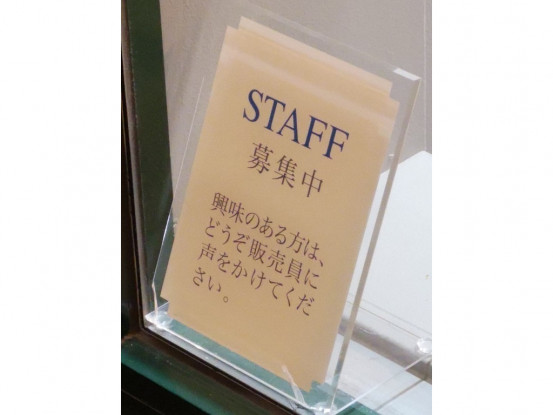 STAFF
募集中
興味のある方は、
どうぞ販売員に
声をかけてくだ
さい。